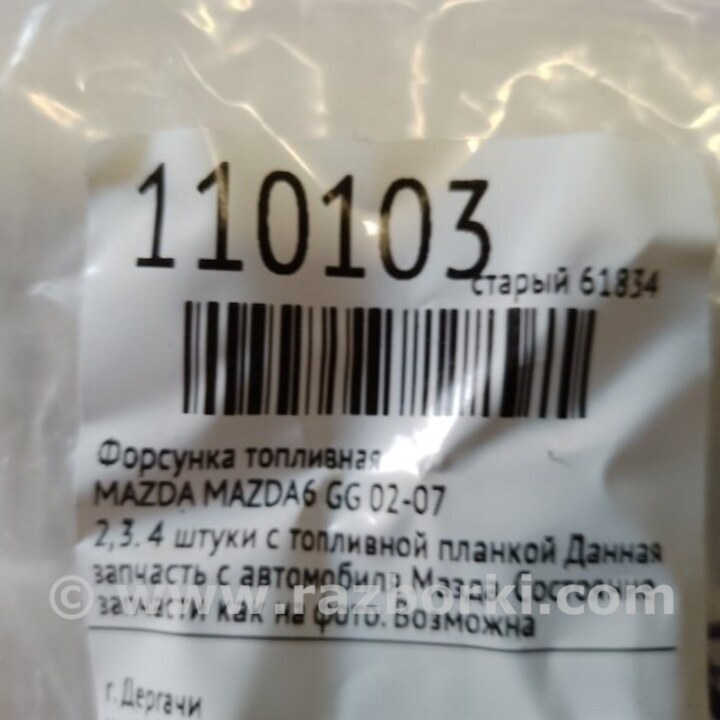 110103
старый 61834
Форсунка топливная
MAZDA MAZDA6 GG 02-07
2,3. 4 штуки с топливной планкой Данная
запчасть с автомобиля Мазда.
© www.razborki.com
запчасти как на фото. Возможна
г. Дергачи